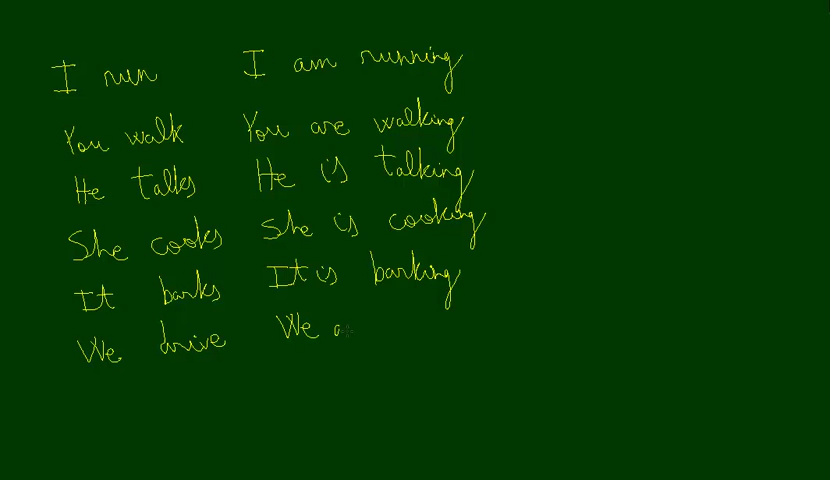 I run I am running
You walk You are walking
He talks He is talking
She cooks She is cooking
It barks It is barking
We drive We a